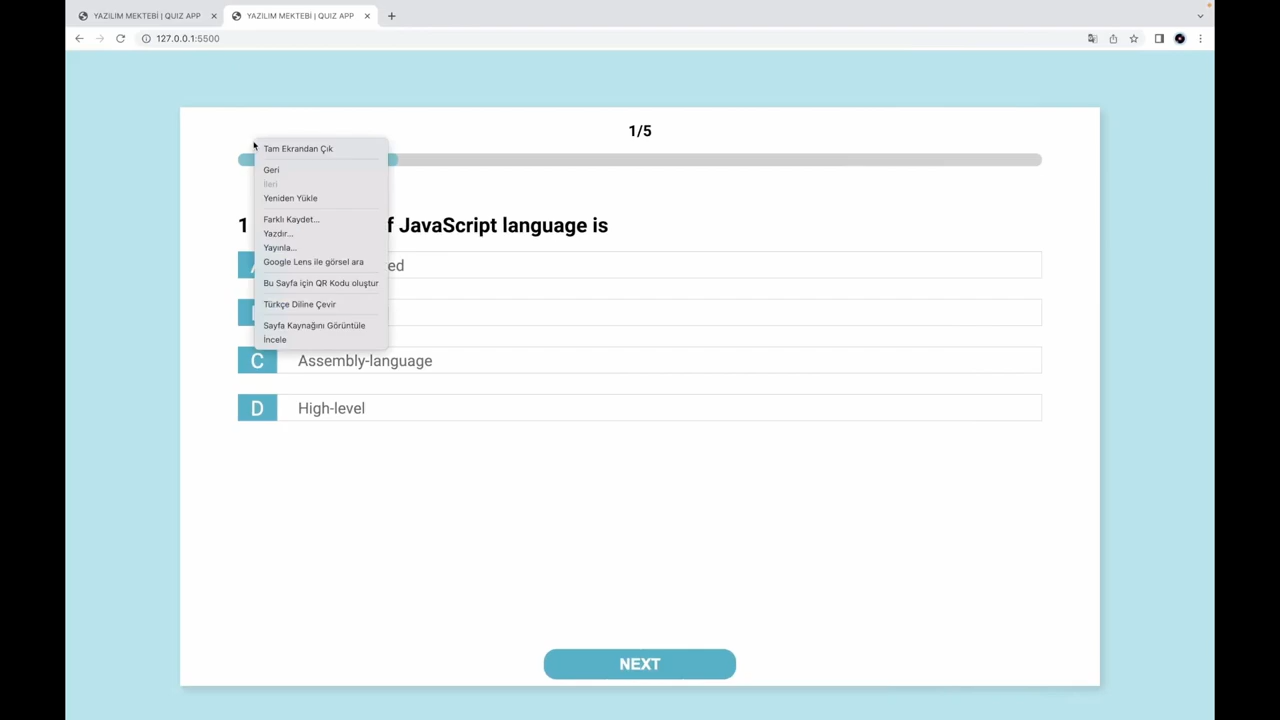 YAZILIM MEKTEBİ | QUIZ APP
YAZILIM MEKTEBİ | QUIZ APP
127.0.0.1:5500
1/5
Tam Ekrandan Çık
Geri
İleri
Yeniden Yükle
Farklı Kaydet...
Yazdır...
Yayınla...
Google Lens ile görsel ara
Bu Sayfa için QR Kodu oluştur
Türkçe Diline Çevir
Sayfa Kaynağını Görüntüle
İncele
1 f JavaScript language is
ed
C Assembly-language
D High-level
NEXT